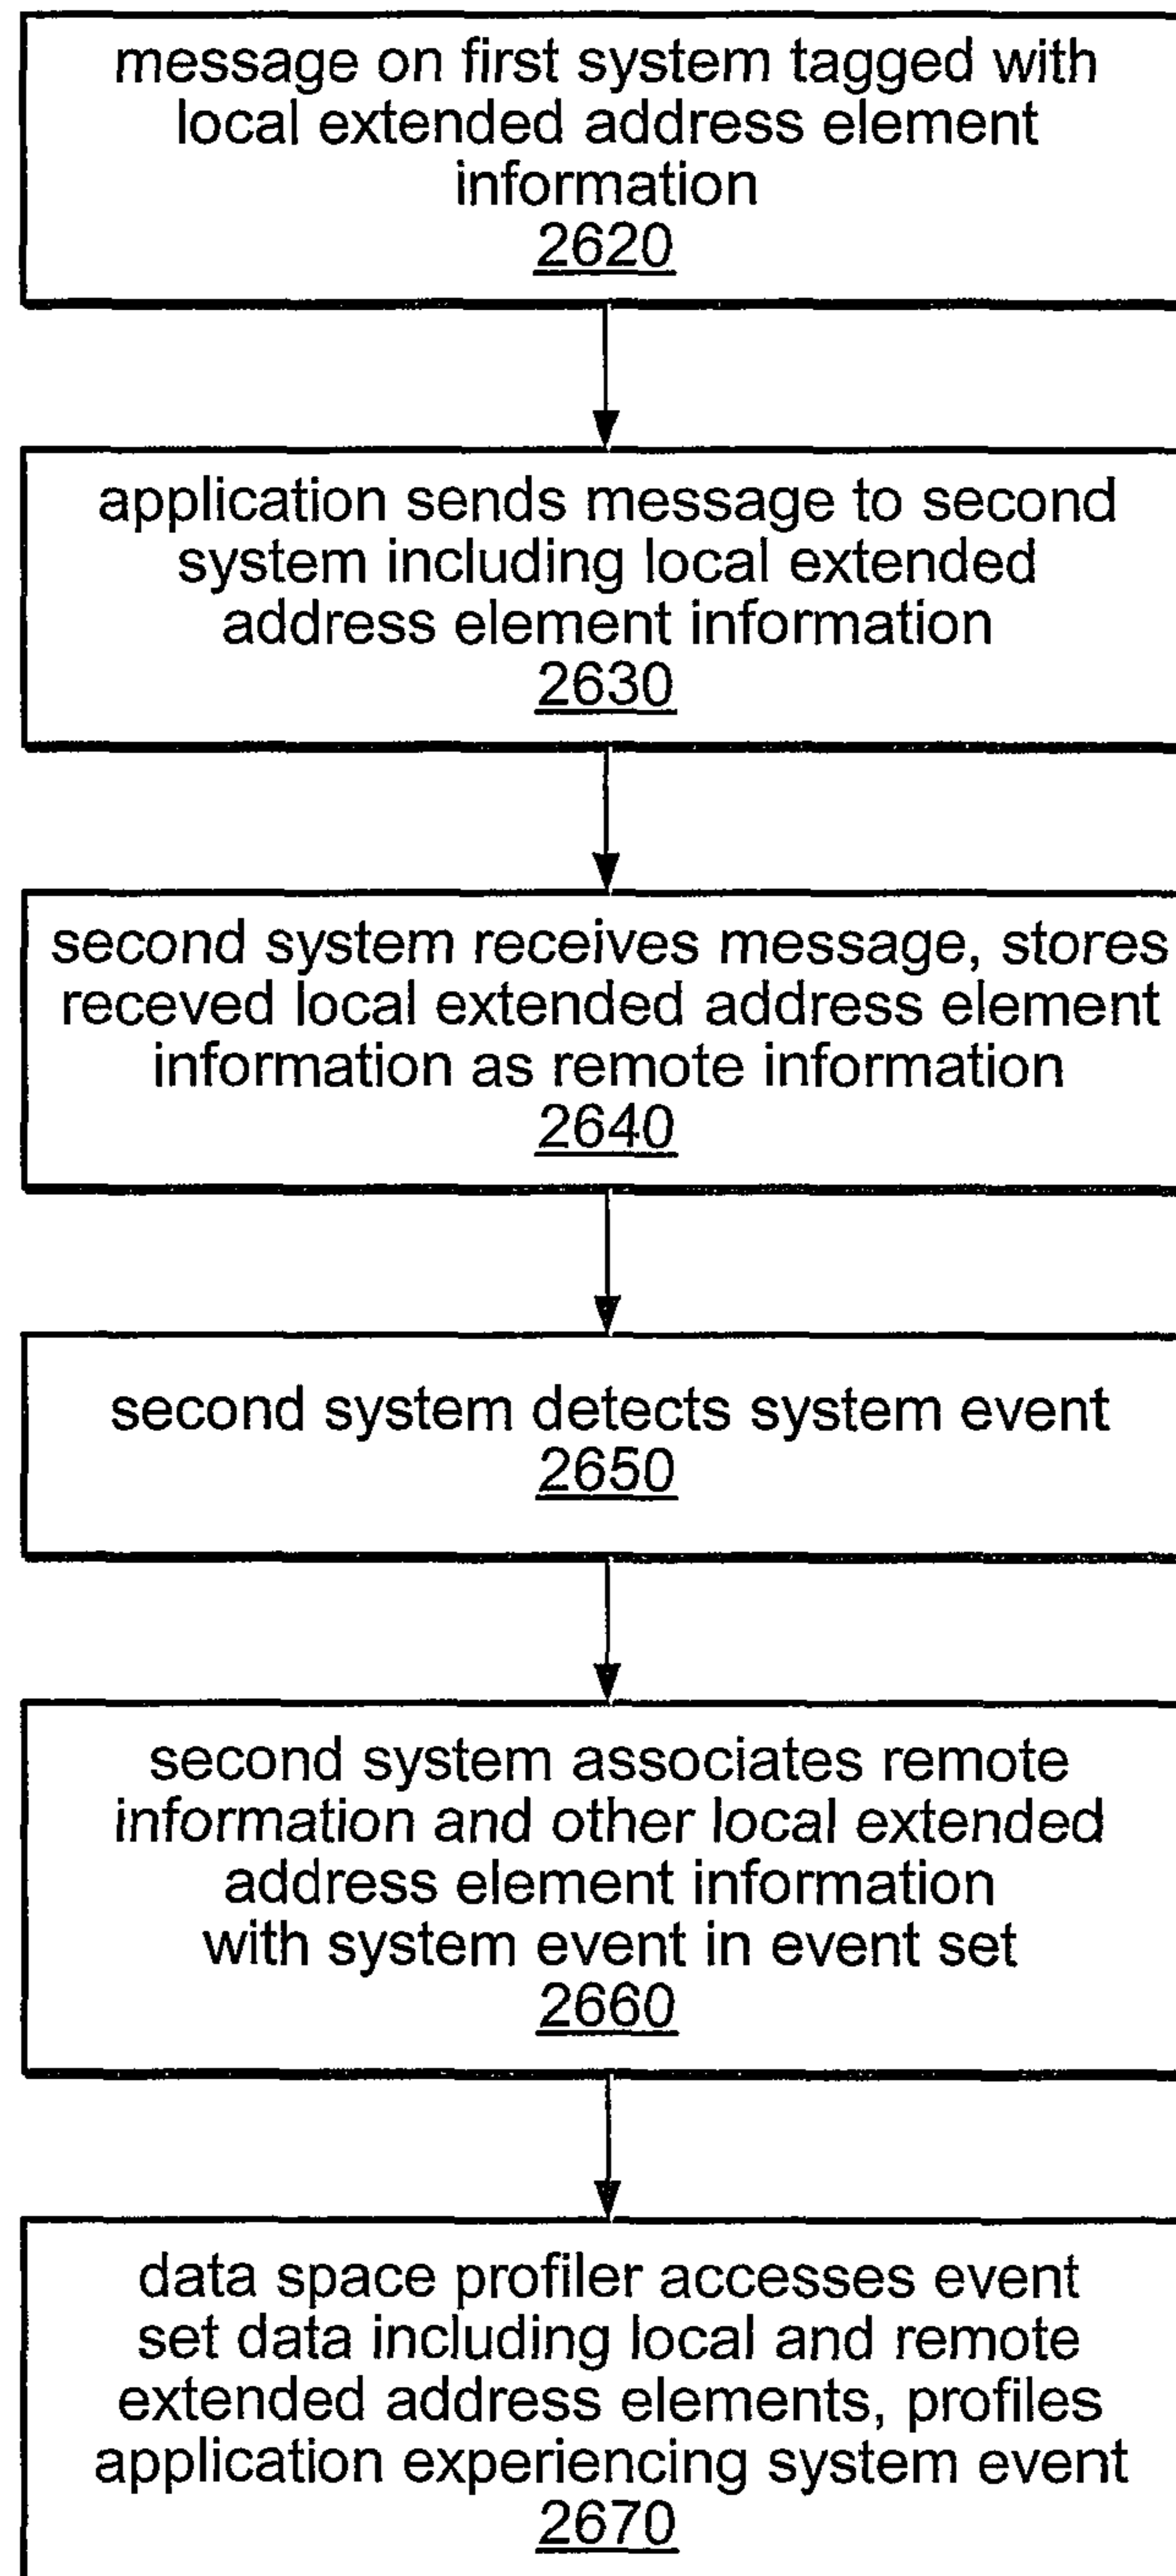 message on first system tagged with
local extended address element
information
2620
application sends message to second
system including local extended
address element information
2630
second system receives message, stores
receved local extended address element
information as remote information
2640
second system detects system event
2650
second system associates remote
information and other local extended
address element information
with system event in event set
2660
data space profiler accesses event
set data including local and remote
extended address elements, profiles
application experiencing system event
2670